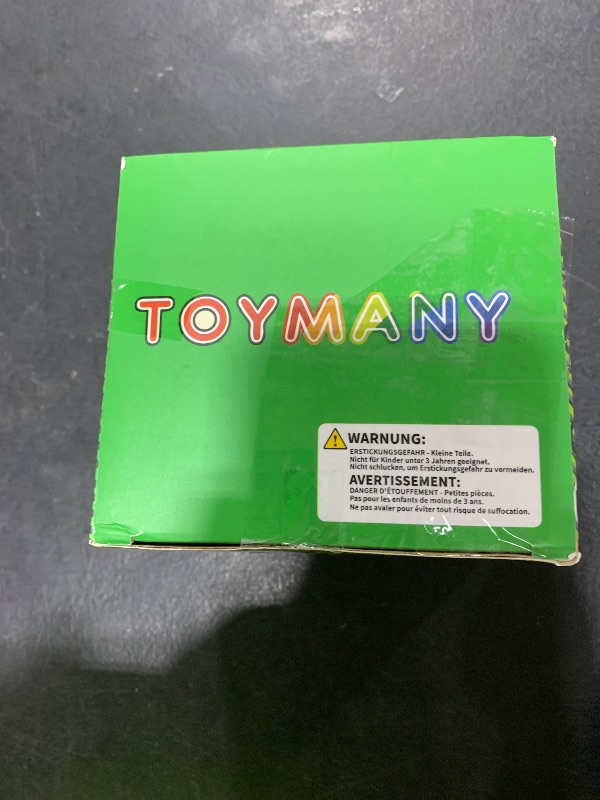 TOYMANY
WARNUNG:
ERSTICKUNGSGEFAHR - Kleine Teile.
Nicht für Kinder unter 3 Jahren geeignet.
Nicht schlucken, um Erstickungsgefahr zu vermeiden.
AVERTISSEMENT:
DANGER D'ÉTOUFFEMENT - Petites pièces.
Pas pour les enfants de moins de 3 ans.
Ne pas avaler pour éviter tout risque de suffocation.